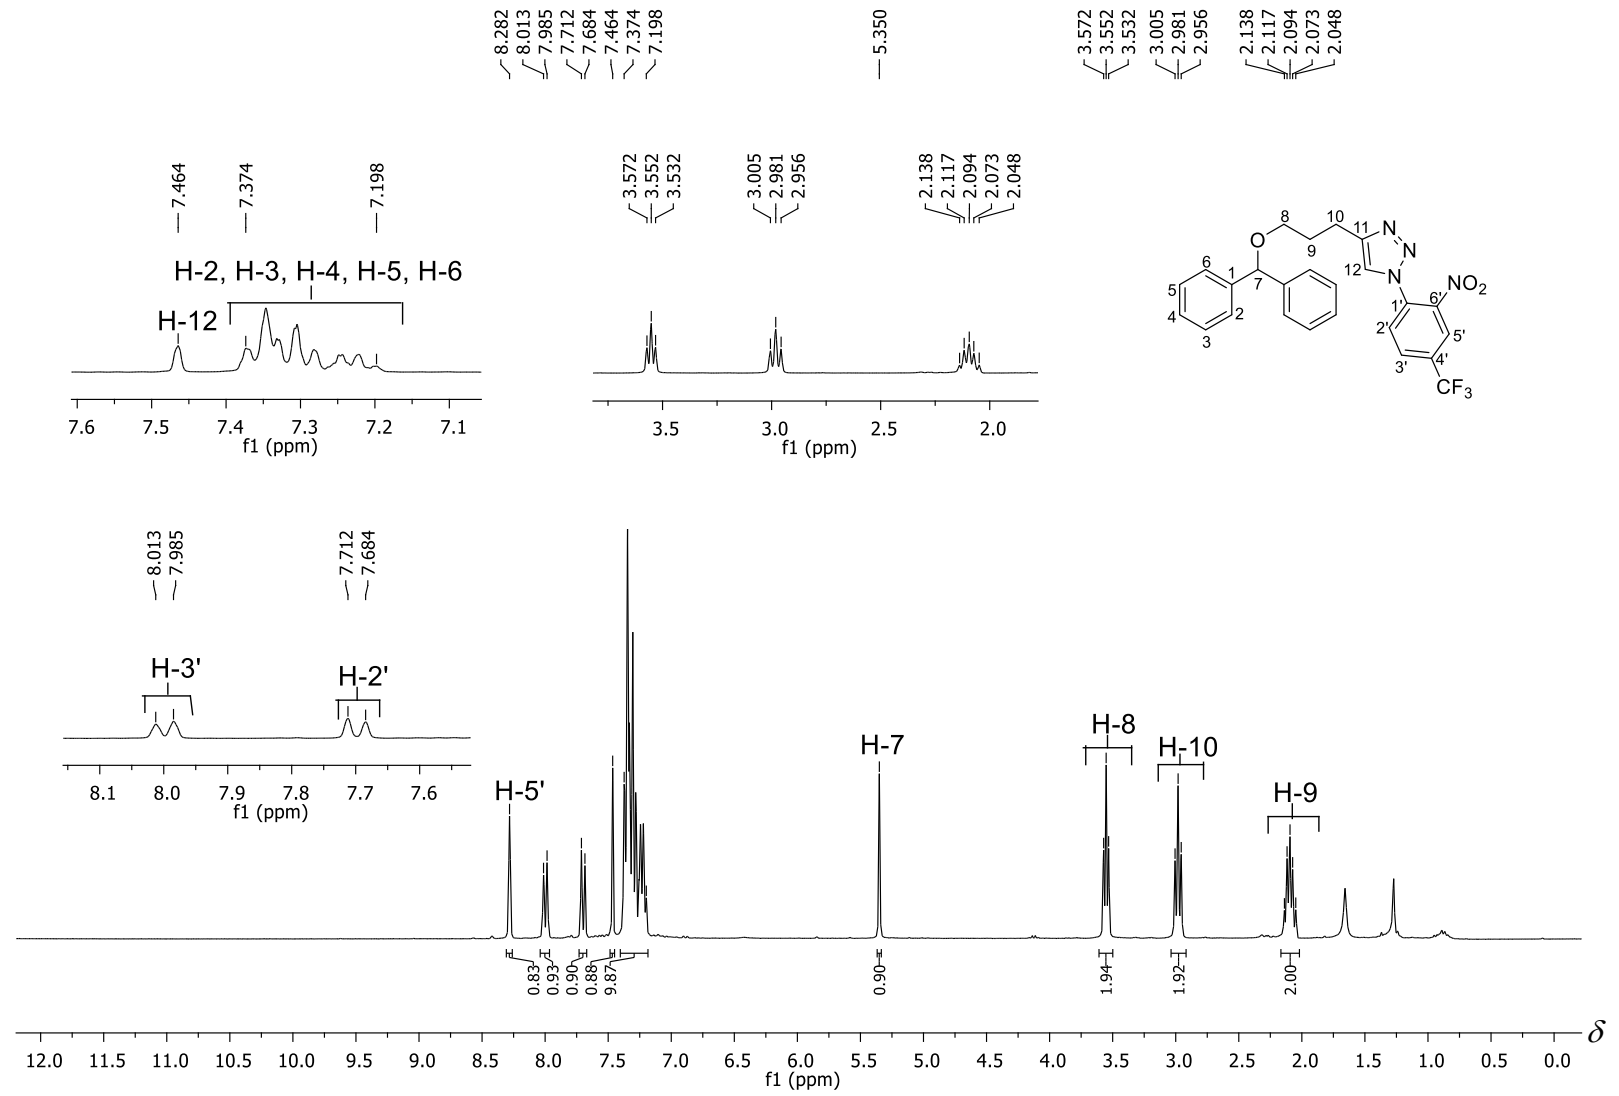 8.282
8.013
7.985
7.712
7.684
7.464
7.374
7.198
5.350
3.572
3.552
3.532
3.005
2.981
2.956
2.138
2.117
2.094
2.073
2.048
7.464
7.374
7.198
H-2, H-3, H-4, H-5, H-6
H-12
7.6 7.5 7.4 7.3 7.2 7.1
f1 (ppm)
3.572
3.552
3.532
3.005
2.981
2.956
2.138
2.117
2.094
2.073
2.048
3.5 3.0 2.5 2.0
f1 (ppm)
8 10
O 9 11 N
N
12 N
6 1 7
5
4 2
3
NO2
1' 6'
2' 5'
3' 4'
CF3
8.013
7.985
7.712
7.684
H-3'
H-2'
8.1 8.0 7.9 7.8 7.7 7.6
f1 (ppm)
H-5'
H-7
H-8
H-10
H-9
0.83
0.93
0.90
0.88
9.87
0.90
1.94
1.92
2.00
12.0 11.5 11.0 10.5 10.0 9.5 9.0 8.5 8.0 7.5 7.0 6.5 6.0 5.5 5.0 4.5 4.0 3.5 3.0 2.5 2.0 1.5 1.0 0.5 0.0
f1 (ppm)
δ